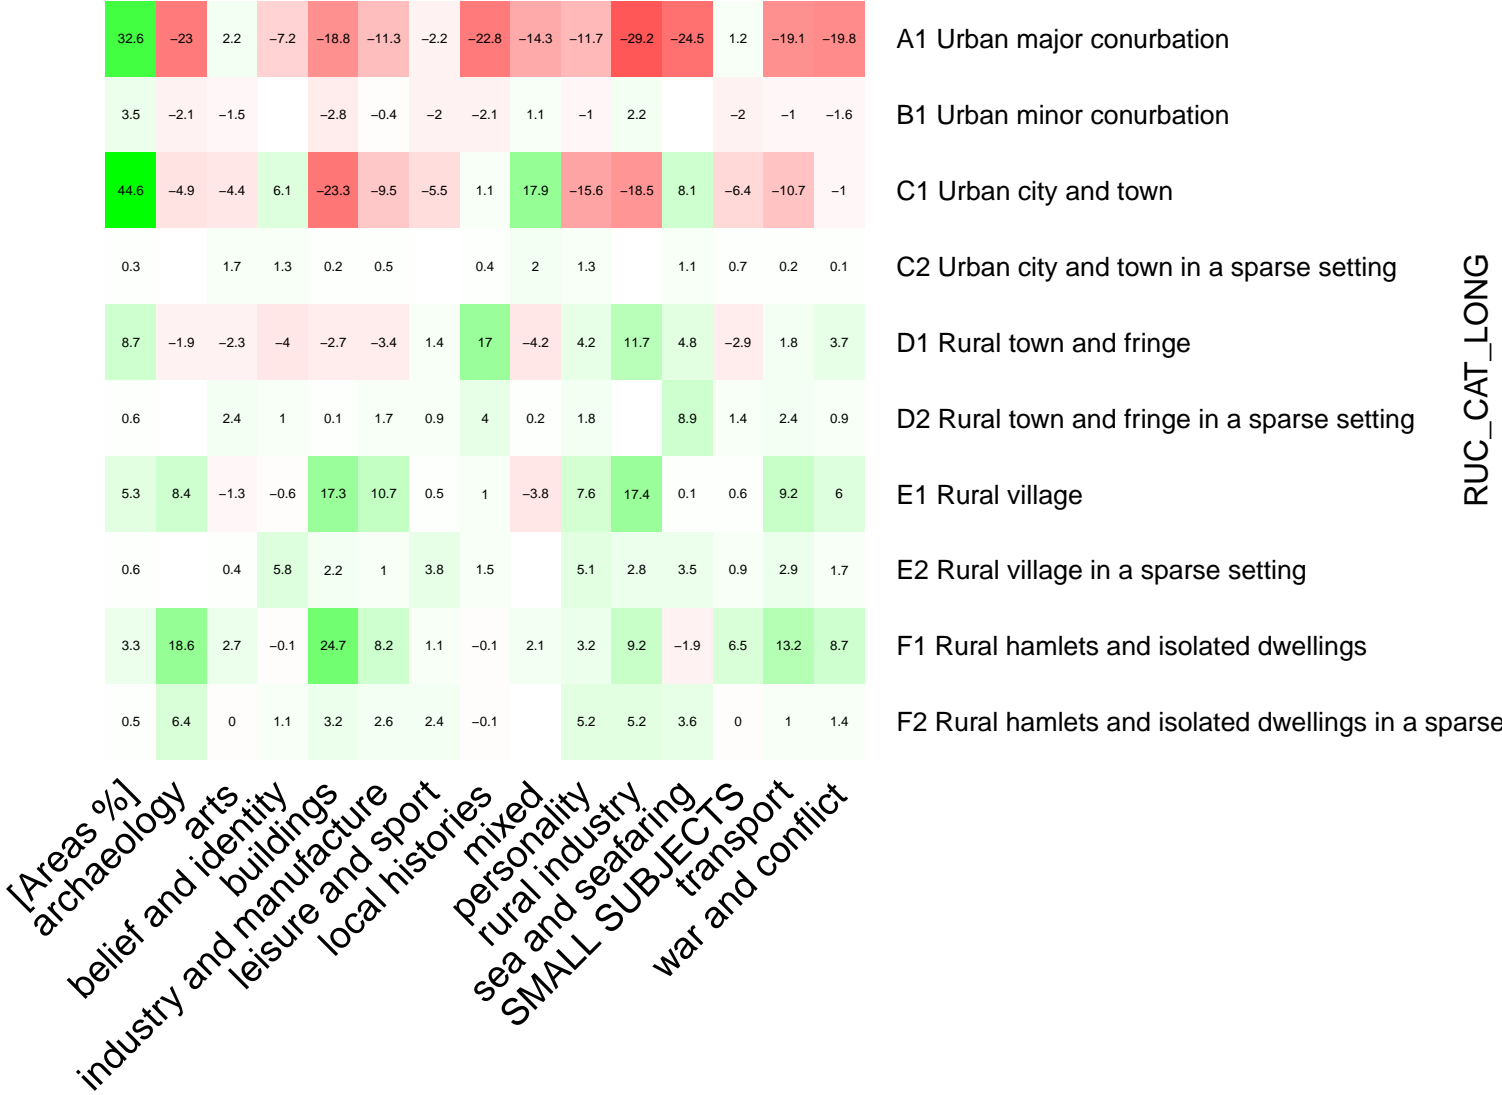 32.6 −23 2.2 −7.2 −18.8 −11.3 −2.2 −22.8 −14.3 −11.7 −29.2 −24.5 1.2 −19.1 −19.8 A1 Urban major conurbation
3.5 −2.1 −1.5 −2.8 −0.4 −2 −2.1 1.1 −1 2.2 −2 −1 −1.6 B1 Urban minor conurbation
44.6 −4.9 −4.4 6.1 −23.3 −9.5 −5.5 1.1 17.9 −15.6 −18.5 8.1 −6.4 −10.7 −1 C1 Urban city and town
0.3 1.7 1.3 0.2 0.5 0.4 2 1.3 1.1 0.7 0.2 0.1 C2 Urban city and town in a sparse setting
8.7 −1.9 −2.3 −4 −2.7 −3.4 1.4 17 −4.2 4.2 11.7 4.8 −2.9 1.8 3.7 D1 Rural town and fringe
0.6 2.4 1 0.1 1.7 0.9 4 0.2 1.8 8.9 1.4 2.4 0.9 D2 Rural town and fringe in a sparse setting
5.3 8.4 −1.3 −0.6 17.3 10.7 0.5 1 −3.8 7.6 17.4 0.1 0.6 9.2 6 E1 Rural village
0.6 0.4 5.8 2.2 1 3.8 1.5 5.1 2.8 3.5 0.9 2.9 1.7 E2 Rural village in a sparse setting
3.3 18.6 2.7 −0.1 24.7 8.2 1.1 −0.1 2.1 3.2 9.2 −1.9 6.5 13.2 8.7 F1 Rural hamlets and isolated dwellings
0.5 6.4 0 1.1 3.2 2.6 2.4 −0.1 5.2 5.2 3.6 0 1 1.4 F2 Rural hamlets and isolated dwellings in a sparse
RUC_CAT_LONG
[Areas %]
archaeology
arts
belief and identity
buildings
industry and manufacture
leisure and sport
local histories
mixed
personality
rural industry
sea and seafaring
SMALL SUBJECTS
transport
war and conflict